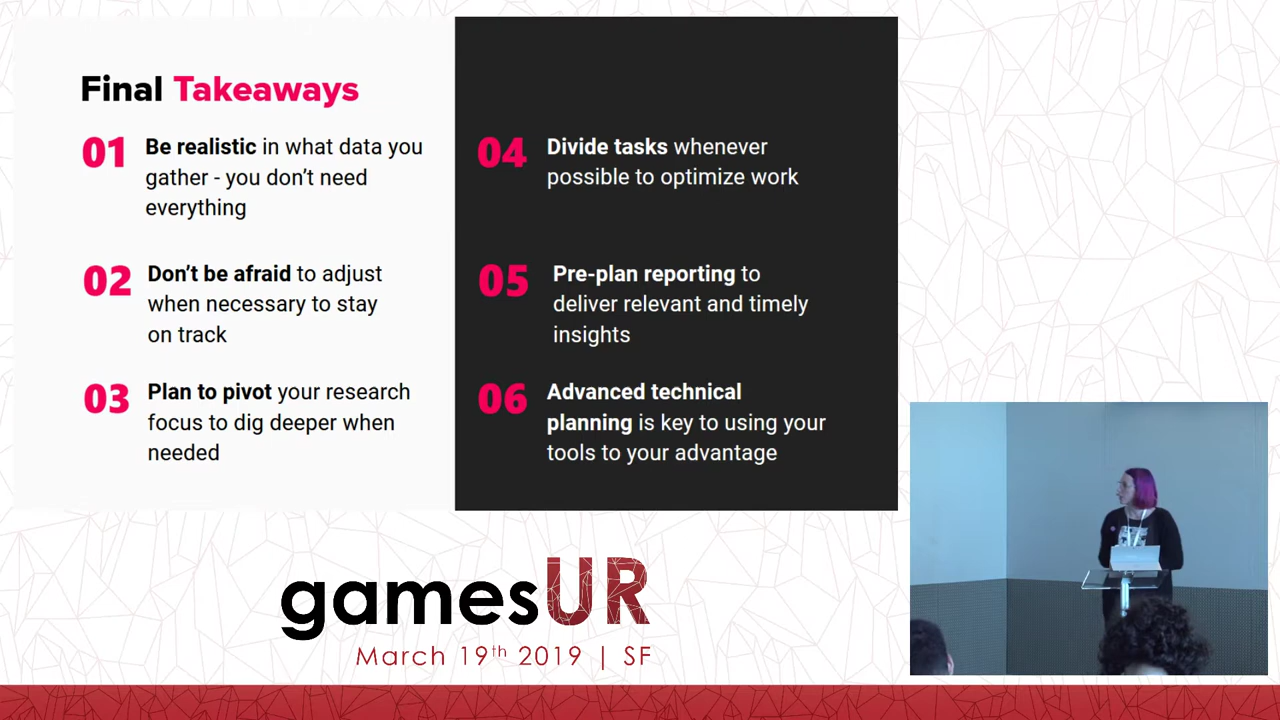 Final Takeaways
01 Be realistic in what data you
gather - you don't need
everything
02 Don't be afraid to adjust
when necessary to stay
on track
03 Plan to pivot your research
focus to dig deeper when
needed
04 Divide tasks whenever
possible to optimize work
05 Pre-plan reporting to
deliver relevant and timely
insights
06 Advanced technical
planning is key to using your
tools to your advantage
gamesUR
March 19th 2019 | SF